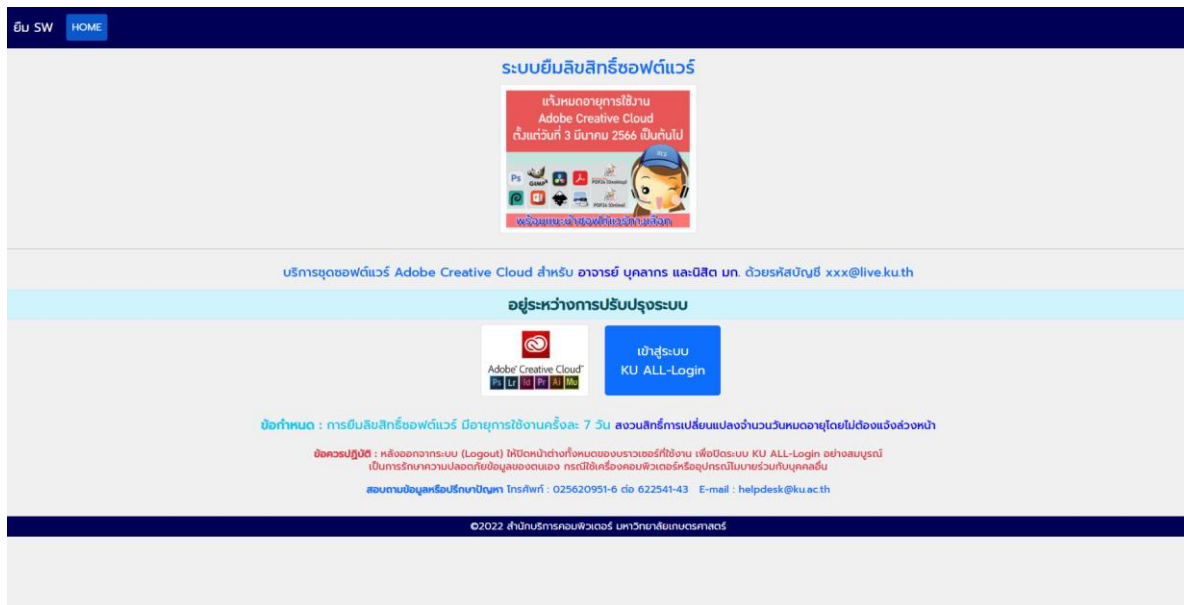 ยืม SW HOME
ระบบยืมลิขสิทธิ์ซอฟต์แวร์
แจ้งหมดอายุการใช้งาน
Adobe Creative Cloud
ตั้งแต่วันที่ 3 มีนาคม 2566 เป็นต้นไป
Ps GIMP
พร้อมแนะนำซอฟต์แวร์ทางเลือก
บริการชุดซอฟต์แวร์ Adobe Creative Cloud สำหรับ อาจารย์ บุคลากร และนิสิต มก. ด้วยรหัสบัญชี xxx@live.ku.th
อยู่ระหว่างการปรับปรุงระบบ
Adobe Creative Cloud
Ps Lr Id Pr Ai Mu
เข้าสู่ระบบ
KU ALL-Login
ข้อกำหนด : การยืมลิขสิทธิ์ซอฟต์แวร์ มีอายุการใช้งานครั้งละ 7 วัน สงวนสิทธิ์การเปลี่ยนแปลงจำนวนวันหมดอายุโดยไม่ต้องแจ้งล่วงหน้า
ข้อควรปฏิบัติ : หลังออกจากระบบ (Logout) ให้ปิดหน้าต่างทั้งหมดของบราวเซอร์ที่ใช้งาน เพื่อปิดระบบ KU ALL-Login อย่างสมบูรณ์
เป็นการรักษาความปลอดภัยข้อมูลของตนเอง กรณีใช้เครื่องคอมพิวเตอร์หรืออุปกรณ์โมบายร่วมกับบุคคลอื่น
สอบถามข้อมูลหรือปรึกษาปัญหา โทรศัพท์ : 025620951-6 ต่อ 622541-43 E-mail : helpdesk@ku.ac.th
©2022 สำนักบริการคอมพิวเตอร์ มหาวิทยาลัยเกษตรศาสตร์